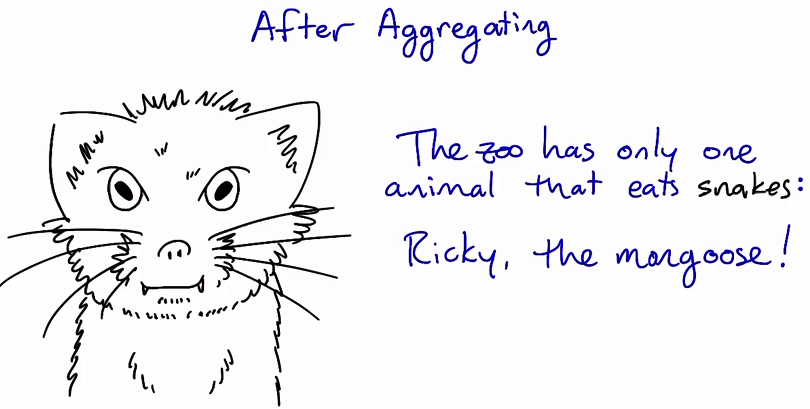 After Aggregating
The zoo has only one
animal that eats snakes:
Ricky, the mongoose!